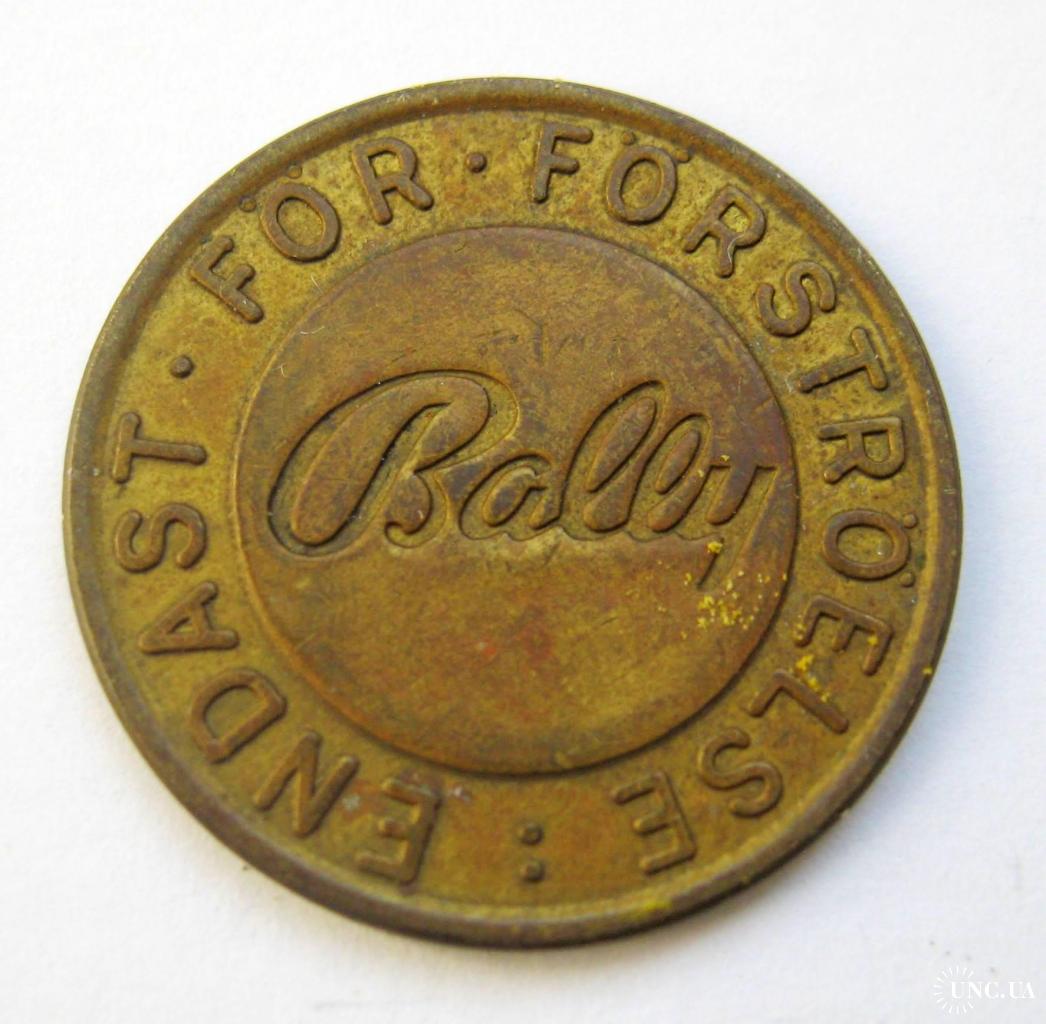 ENDAST · FÖR · FÖRSTRÖELSE :
Bally
UNC.UA